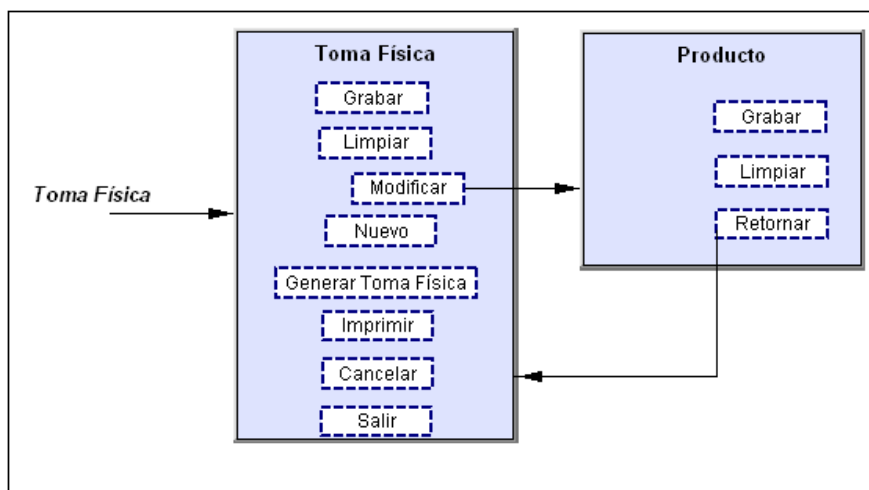 Toma Física
Toma Física
Grabar
Limpiar
Modificar
Nuevo
Generar Toma Física
Imprimir
Cancelar
Salir
Producto
Grabar
Limpiar
Retornar